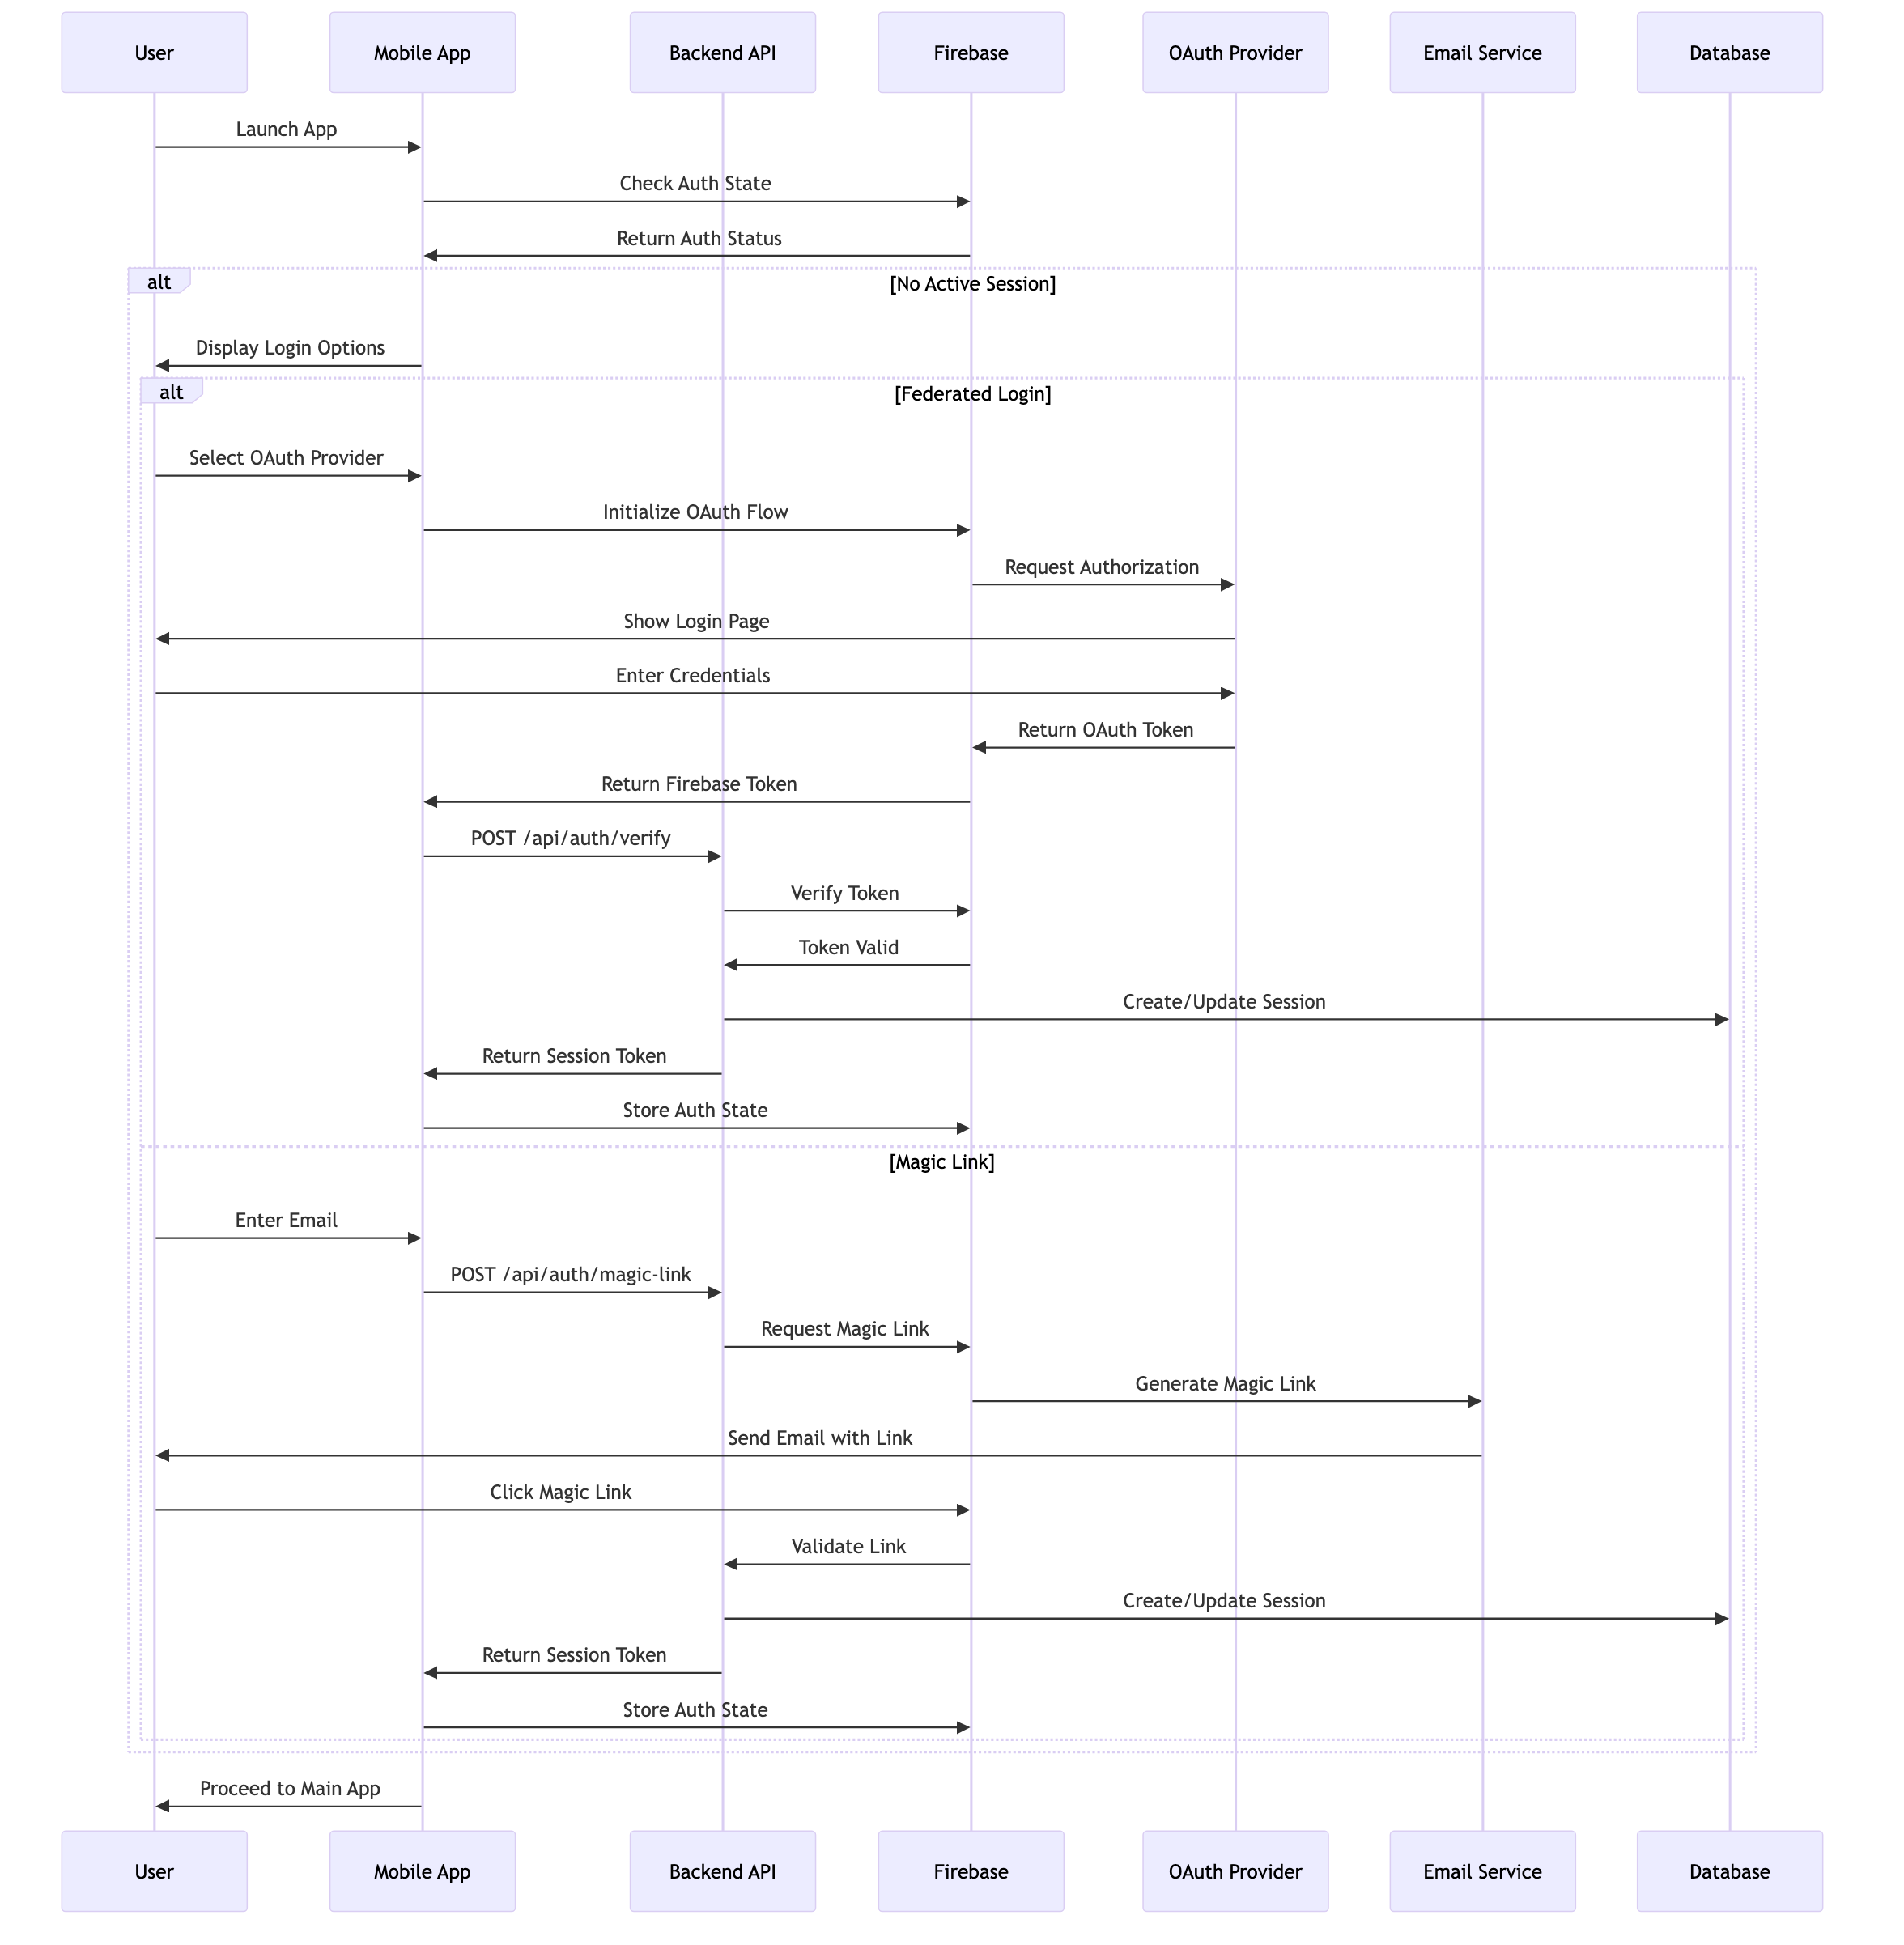 User
Mobile App
Backend API
Firebase
OAuth Provider
Email Service
Database
Launch App
Check Auth State
Return Auth Status
alt
[No Active Session]
Display Login Options
alt
[Federated Login]
Select OAuth Provider
Initialize OAuth Flow
Request Authorization
Show Login Page
Enter Credentials
Return OAuth Token
Return Firebase Token
POST /api/auth/verify
Verify Token
Token Valid
Create/Update Session
Return Session Token
Store Auth State
[Magic Link]
Enter Email
POST /api/auth/magic-link
Request Magic Link
Generate Magic Link
Send Email with Link
Click Magic Link
Validate Link
Create/Update Session
Return Session Token
Store Auth State
Proceed to Main App
User
Mobile App
Backend API
Firebase
OAuth Provider
Email Service
Database